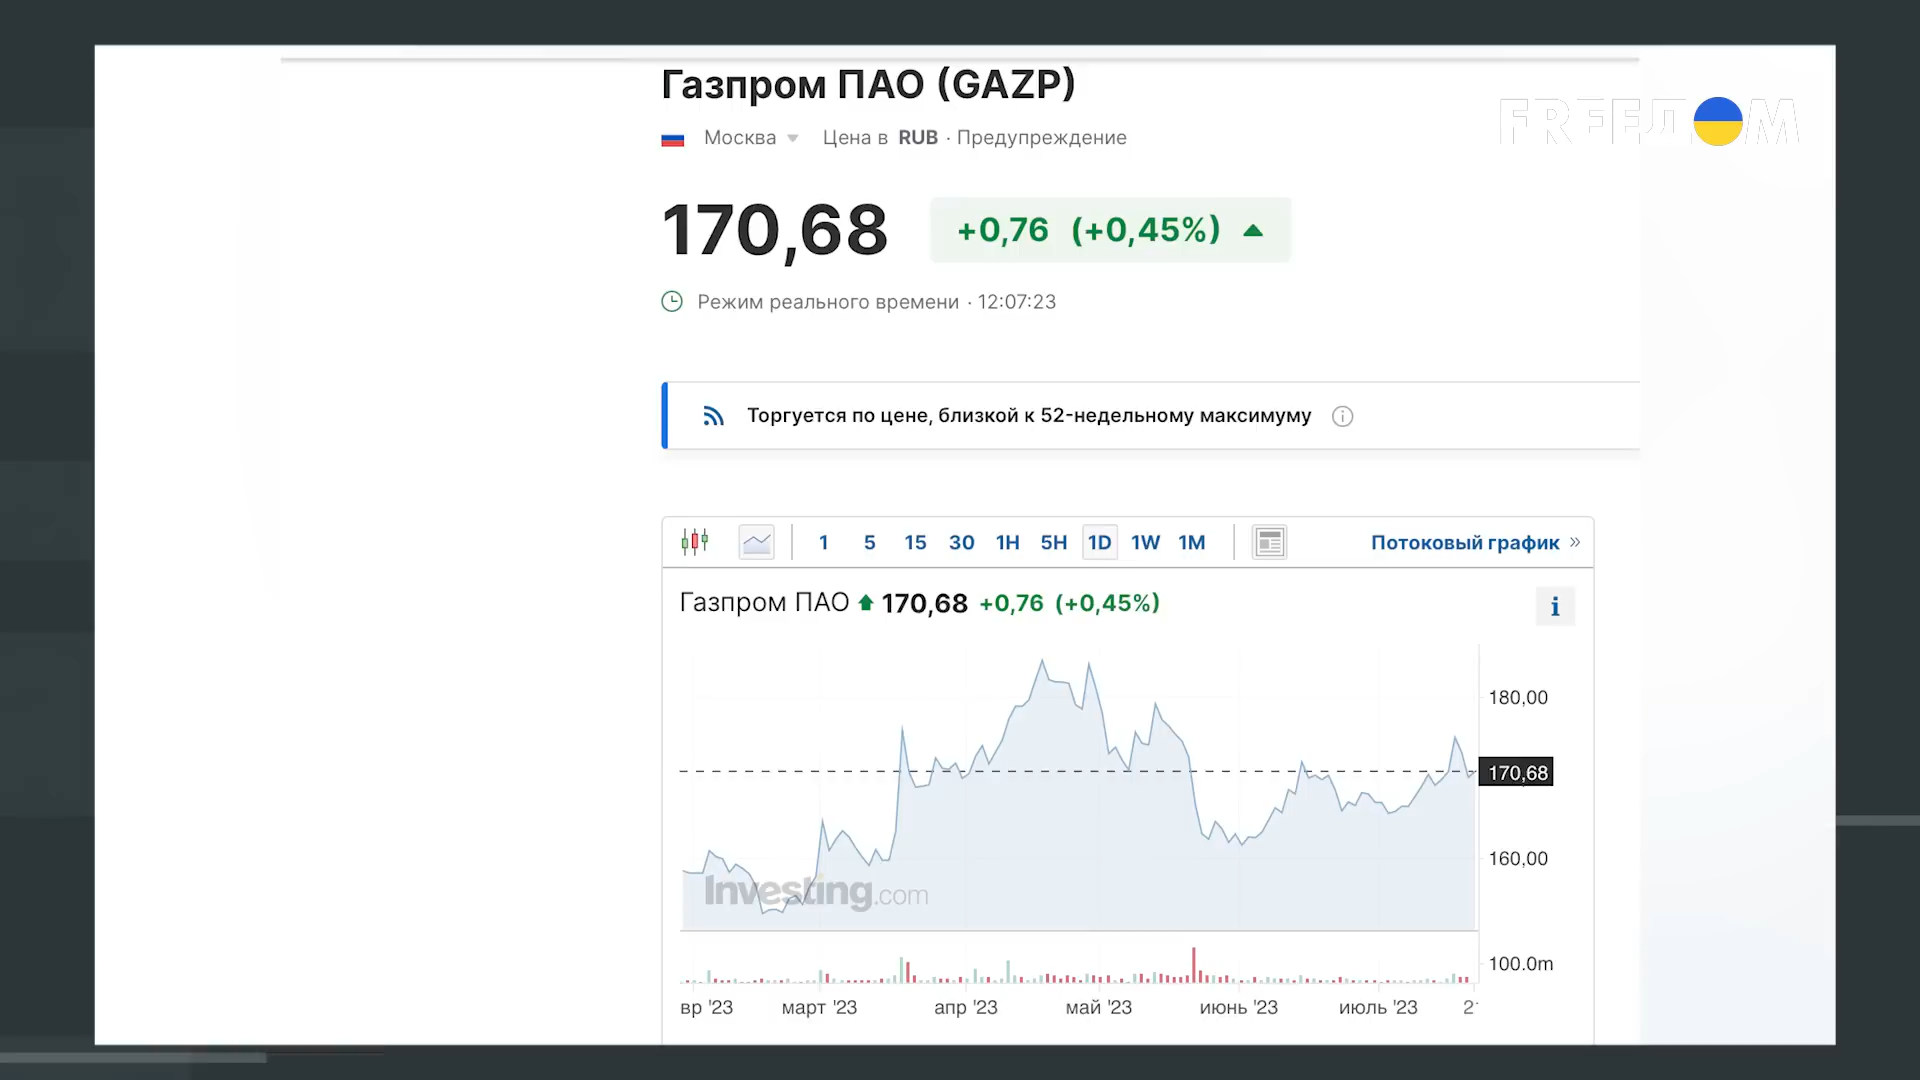 Газпром ПАО (GAZP)
FREEДOM
Москва Цена в RUB · Предупреждение
170,68 +0,76 (+0,45%)
Режим реального времени · 12:07:23
Торгуется по цене, близкой к 52-недельному максимуму
1 5 15 30 1H 5H 1D 1W 1M Потоковый график »
Газпром ПАО 170,68 +0,76 (+0,45%)
i
180,00
170,68
160,00
Investing.com
100.0m
вр '23 март '23 апр '23 май '23 июнь '23 июль '23